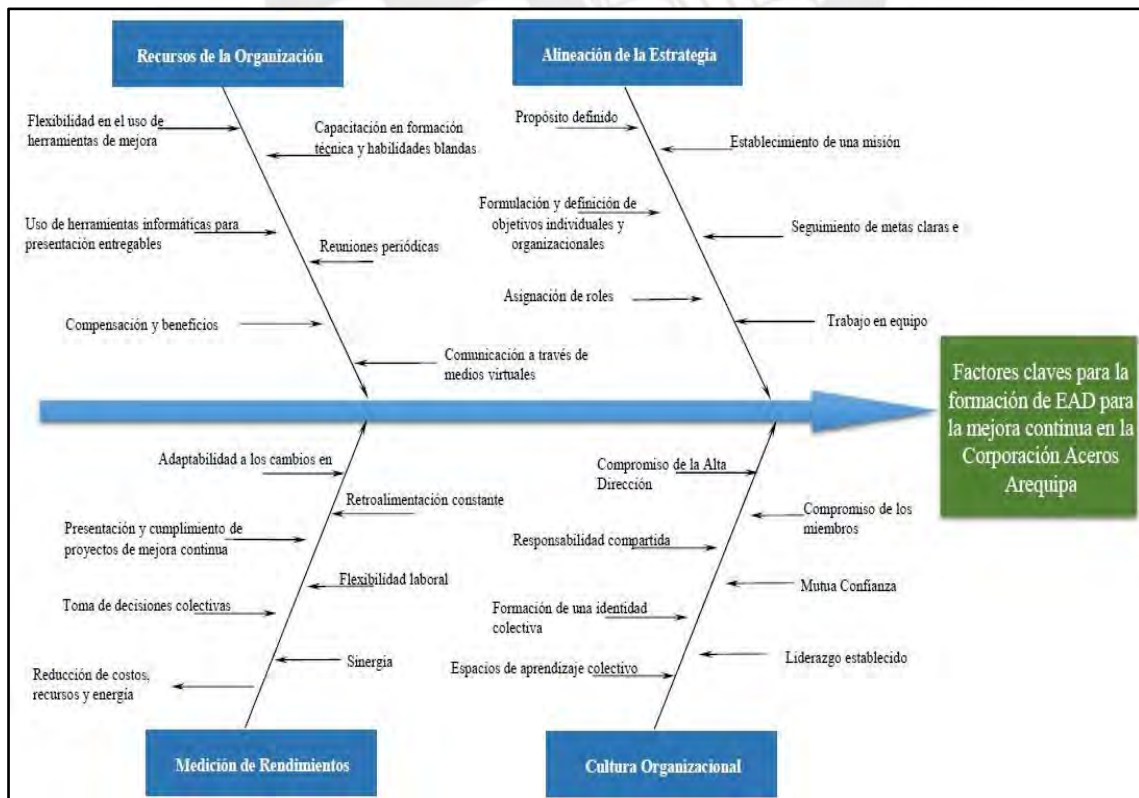 Recursos de la Organización
Alineación de la Estrategia
Flexibilidad en el uso de
herramientas de mejora
Capacitación en formación
técnica y habilidades blandas
Uso de herramientas informáticas para
presentación entregables
Reuniones periódicas
Compensación y beneficios
Comunicación a través de
medios virtuales
Propósito definido
Establecimiento de una misión
Formulación y definición de
objetivos individuales y
organizacionales
Seguimiento de metas claras e
Asignación de roles
Trabajo en equipo
Factores claves para la
formación de EAD para
la mejora continua en la
Corporación Aceros
Arequipa
Adaptabilidad a los cambios en
Retroalimentación constante
Presentación y cumplimiento de
proyectos de mejora continua
Flexibilidad laboral
Toma de decisiones colectivas
Sinergia
Reducción de costos,
recursos y energía
Compromiso de la Alta
Dirección
Compromiso de los
miembros
Responsabilidad compartida
Mutua Confianza
Formación de una identidad
colectiva
Liderazgo establecido
Espacios de aprendizaje colectivo
Medición de Rendimientos
Cultura Organizacional